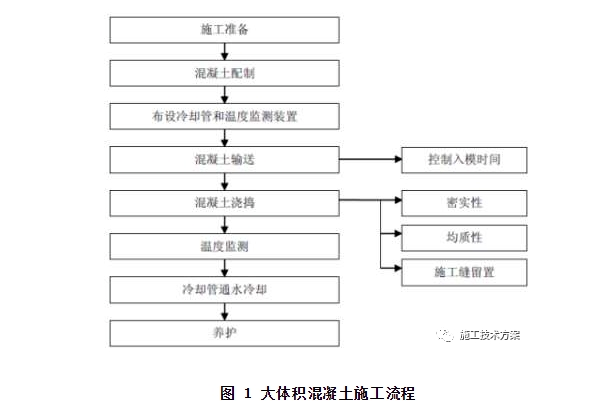 施工准备
混凝土配制
布设冷却管和温度监测装置
混凝土输送
控制入模时间
混凝土浇捣
密实性
均质性
温度监测
施工缝留置
冷却管通水冷却
养护
施工技术方案
图 1 大体积混凝土施工流程